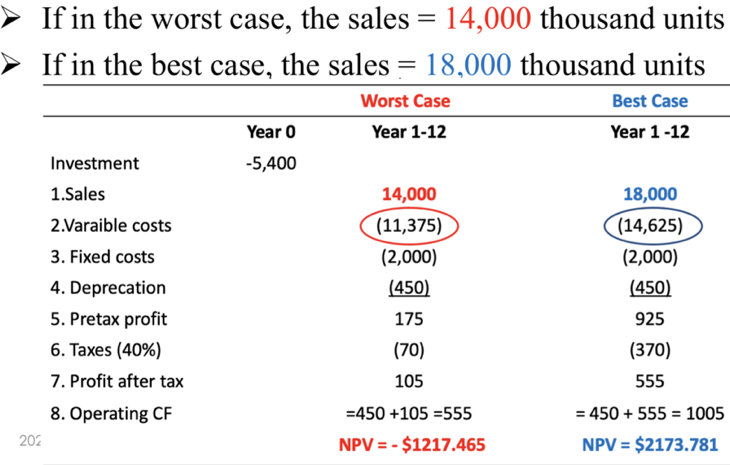 ➢ If in the worst case, the sales = 14,000 thousand units
➢ If in the best case, the sales = 18,000 thousand units
Worst Case Best Case
Year 0 Year 1-12 Year 1 -12
Investment -5,400
1.Sales 14,000 18,000
2.Varaible costs (11,375) (14,625)
3. Fixed costs (2,000) (2,000)
4. Deprecation (450) (450)
5. Pretax profit 175 925
6. Taxes (40%) (70) (370)
7. Profit after tax 105 555
8. Operating CF =450 +105 =555 = 450 + 555 = 1005
NPV = - $1217.465 NPV = $2173.781